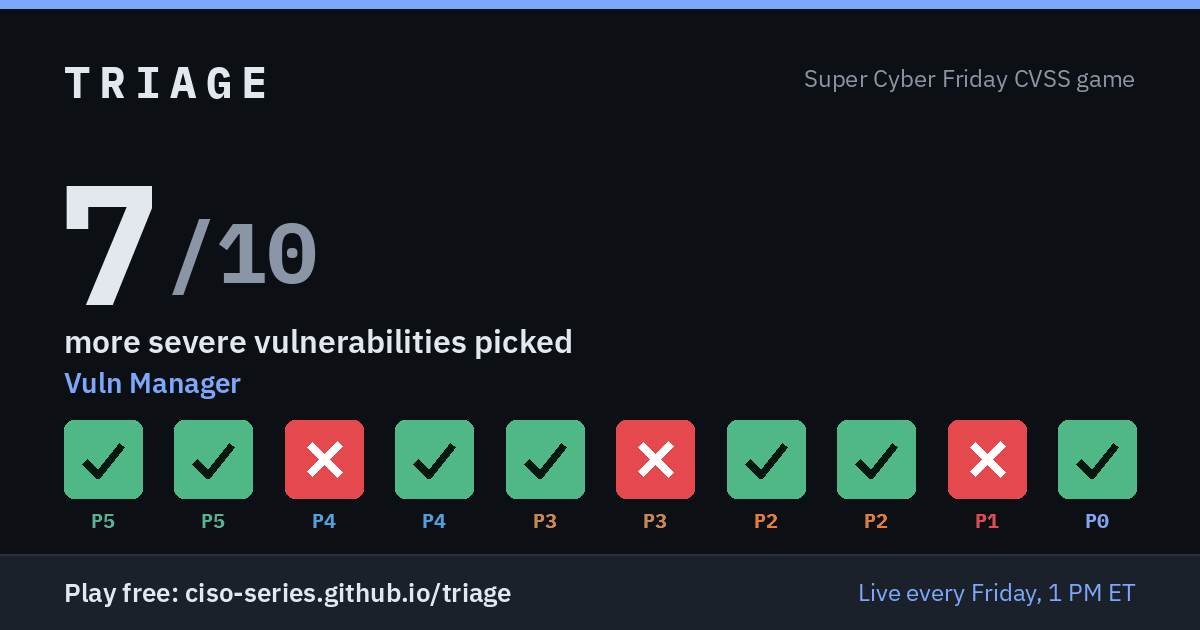 TRIAGE
Super Cyber Friday CVSS game
7/10
more severe vulnerabilities picked
Vuln Manager
P5 P5 P4 P4 P3 P3 P2 P2 P1 P0
Play free: ciso-series.github.io/triage
Live every Friday, 1 PM ET